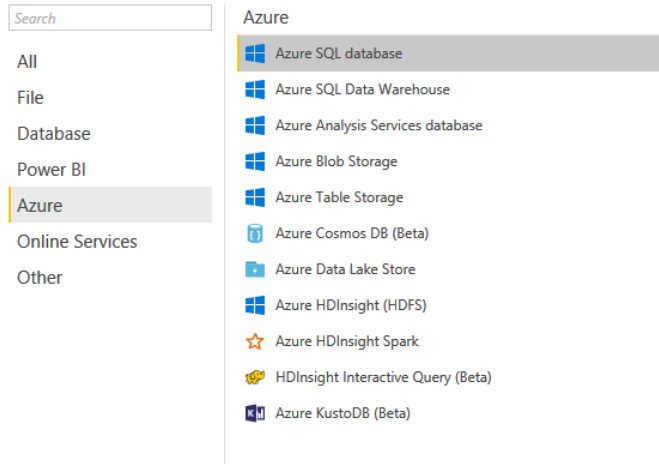 Search
All
File
Database
Power BI
Azure
Online Services
Other
Azure
Azure SQL database
Azure SQL Data Warehouse
Azure Analysis Services database
Azure Blob Storage
Azure Table Storage
Azure Cosmos DB (Beta)
Azure Data Lake Store
Azure HDInsight (HDFS)
Azure HDInsight Spark
HDInsight Interactive Query (Beta)
Azure KustoDB (Beta)